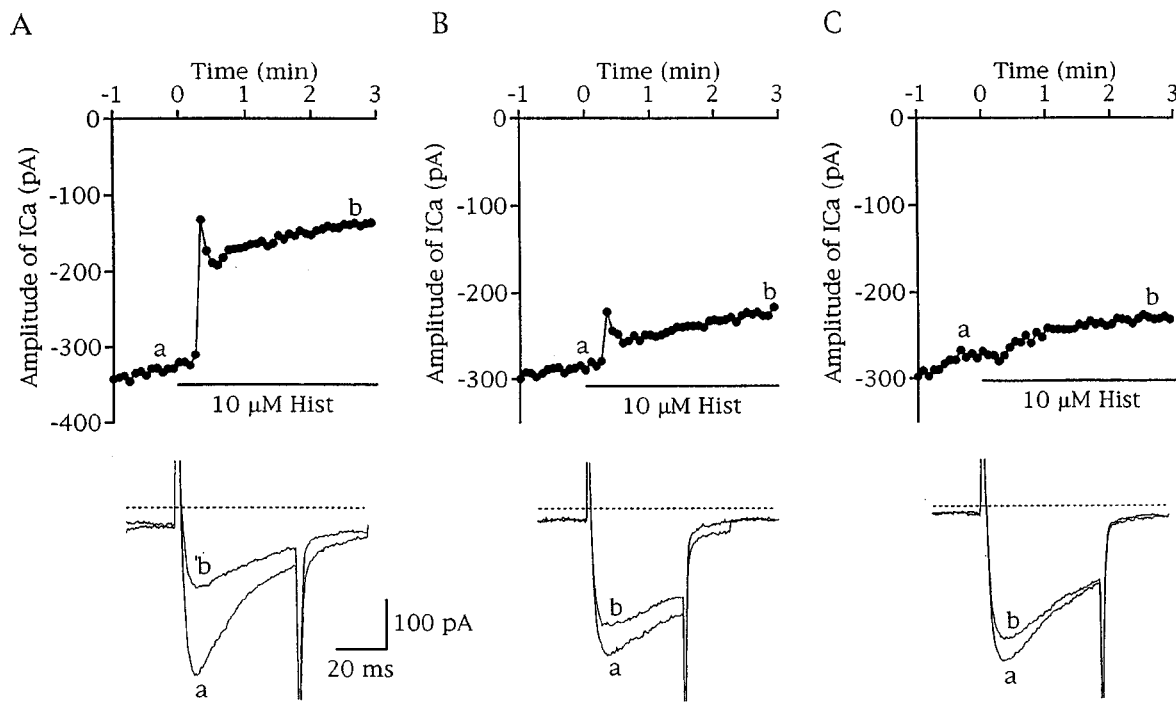 A
B
C
Time (min)
-1 0 1 2 3
0
-100
-200
-300
-400
Amplitude of ICa (pA)
a
b
10 μM Hist
Time (min)
-1 0 1 2 3
0
-100
-200
-300
Amplitude of ICa (pA)
a
b
10 μM Hist
Time (min)
-1 0 1 2 3
0
-100
-200
-300
Amplitude of ICa (pA)
a
b
10 μM Hist
b
a
100 pA
20 ms
b
a
b
a